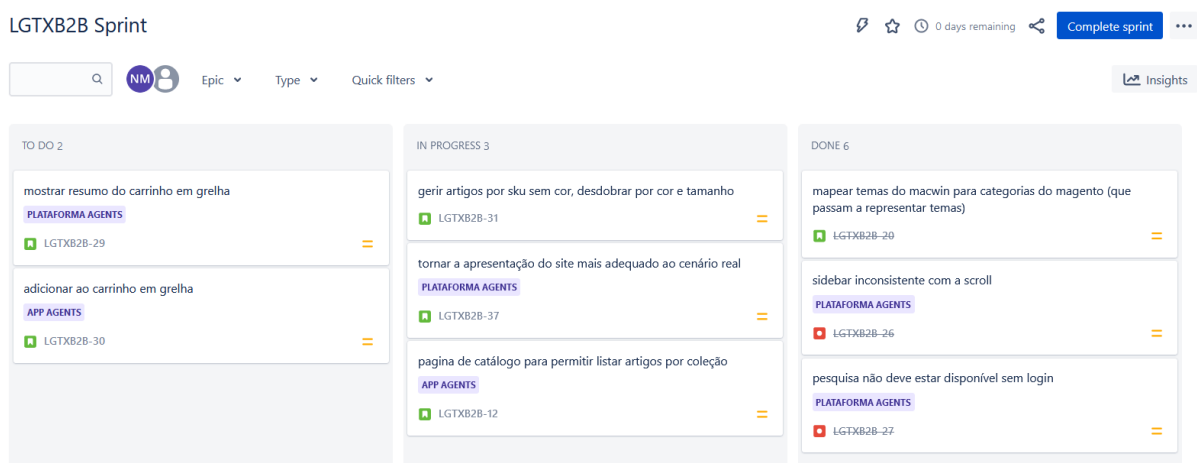 LGTXB2B Sprint
0 days remaining
Complete sprint
NM
Epic
Type
Quick filters
Insights
TO DO 2
mostrar resumo do carrinho em grelha
PLATAFORMA AGENTS
LGTXB2B-29
adicionar ao carrinho em grelha
APP AGENTS
LGTXB2B-30
IN PROGRESS 3
gerir artigos por sku sem cor, desdobrar por cor e tamanho
LGTXB2B-31
tornar a apresentação do site mais adequado ao cenário real
PLATAFORMA AGENTS
LGTXB2B-37
pagina de catálogo para permitir listar artigos por coleção
APP AGENTS
LGTXB2B-12
DONE 6
mapear temas do macwin para categorias do magento (que
passam a representar temas)
LGTXB2B-20
sidebar inconsistente com a scroll
PLATAFORMA AGENTS
LGTXB2B-26
pesquisa não deve estar disponível sem login
PLATAFORMA AGENTS
LGTXB2B-27